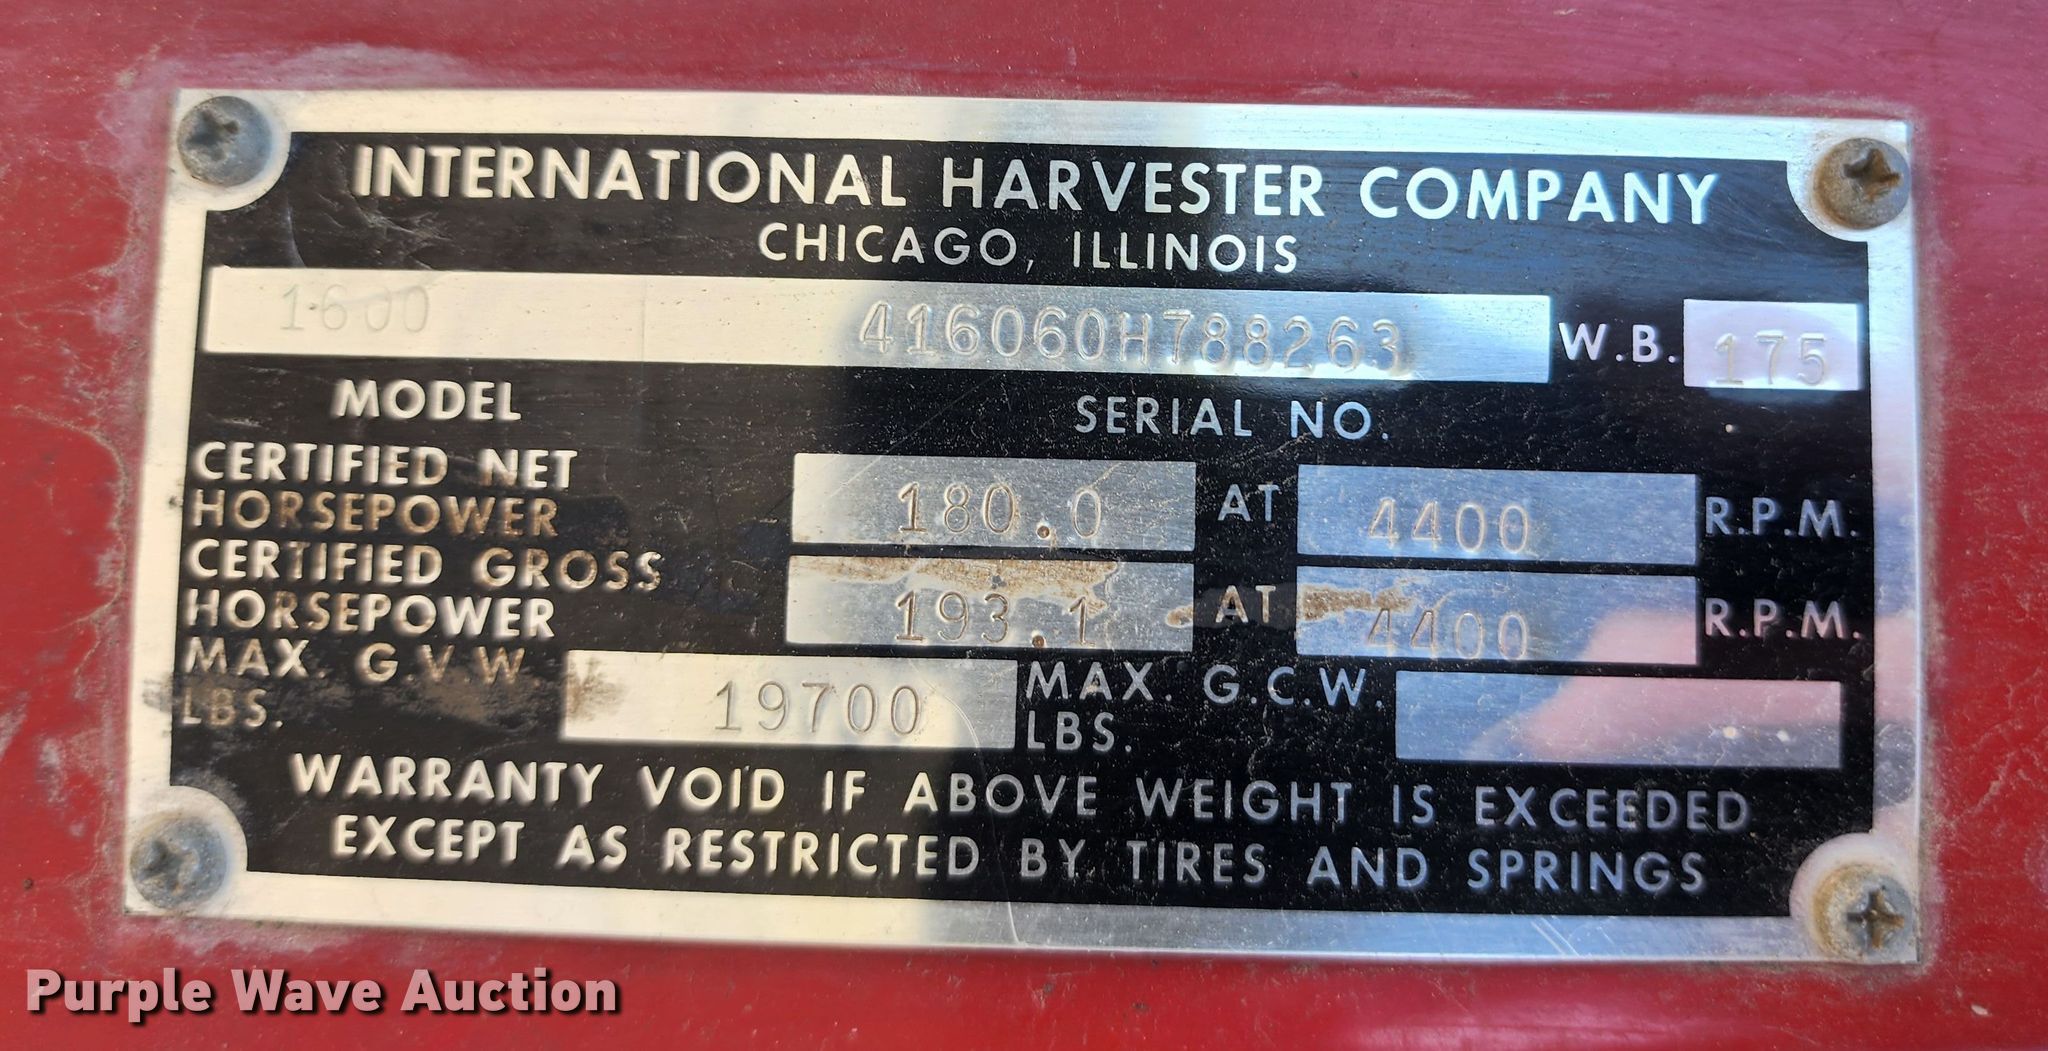 INTERNATIONAL HARVESTER COMPANY
CHICAGO, ILLINOIS
1600 416060H788263 W.B. 175
MODEL SERIAL NO.
CERTIFIED NET
HORSEPOWER 180.0 AT 4400 R.P.M.
CERTIFIED GROSS
HORSEPOWER 193.1 AT 4400 R.P.M.
MAX. G.V.W. 19700 MAX. G.C.W.
LBS. LBS.
WARRANTY VOID IF ABOVE WEIGHT IS EXCEEDED
EXCEPT AS RESTRICTED BY TIRES AND SPRINGS
Purple Wave Auction